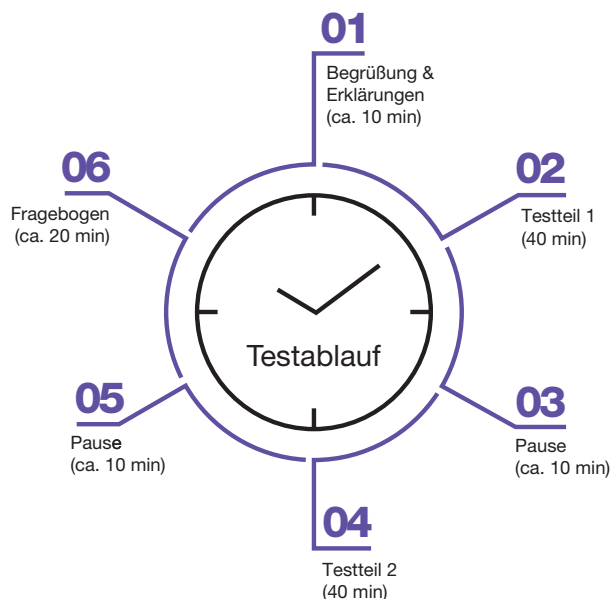 01
Begrüßung &
Erklärungen
(ca. 10 min)
02
Testteil 1
(40 min)
03
Pause
(ca. 10 min)
04
Testteil 2
(40 min)
05
Pause
(ca. 10 min)
06
Fragebogen
(ca. 20 min)
Testablauf